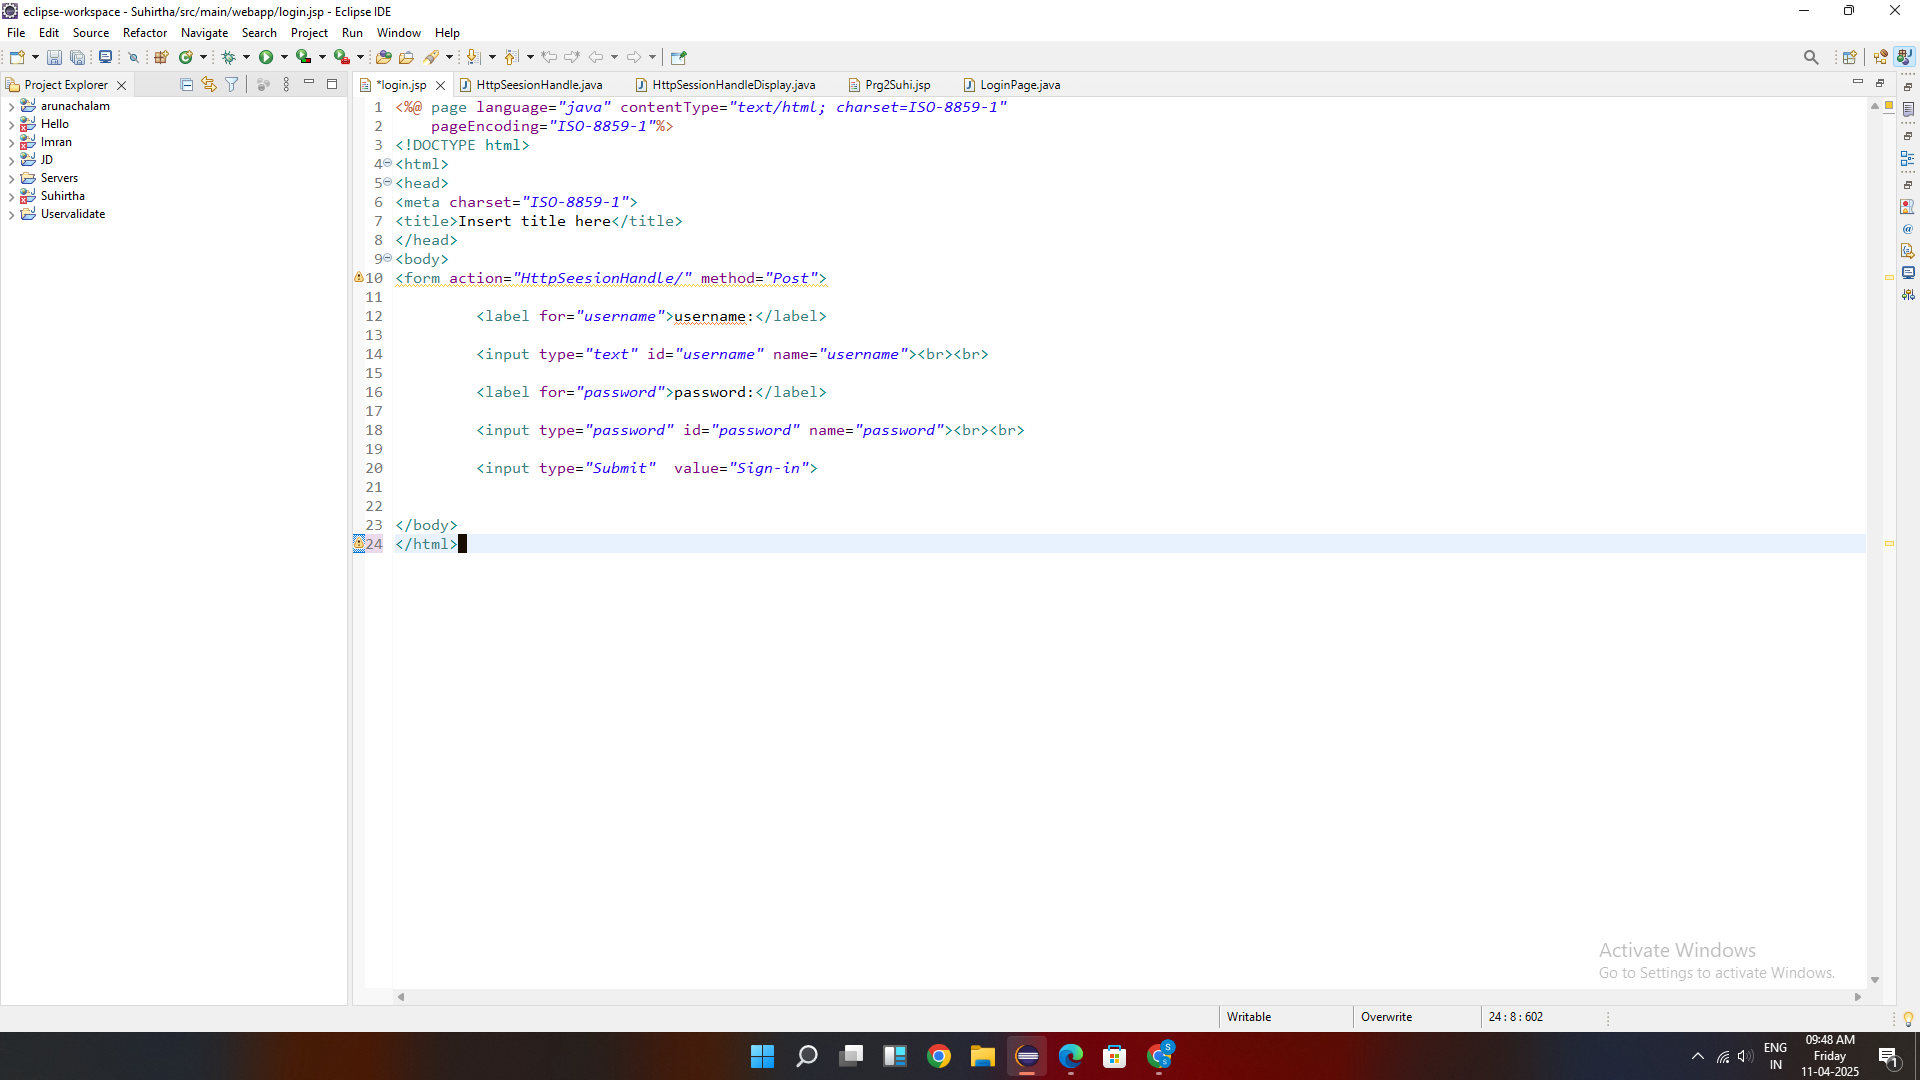 eclipse-workspace - Suhirtha/src/main/webapp/login.jsp - Eclipse IDE
File Edit Source Refactor Navigate Search Project Run Window Help
Project Explorer
*login.jsp HttpSeesionHandle.java HttpSessionHandleDisplay.java Prg2Suhi.jsp LoginPage.java
arunachalam
Hello
Imran
JD
Servers
Suhirtha
Uservalidate
1 <%@ page language="java" contentType="text/html; charset=ISO-8859-1"
2 pageEncoding="ISO-8859-1"%>
3 <!DOCTYPE html>
4 <html>
5 <head>
6 <meta charset="ISO-8859-1">
7 <title>Insert title here</title>
8 </head>
9 <body>
10 <form action="HttpSeesionHandle/" method="Post">
11
12 <label for="username">username:</label>
13
14 <input type="text" id="username" name="username"><br><br>
15
16 <label for="password">password:</label>
17
18 <input type="password" id="password" name="password"><br><br>
19
20 <input type="Submit"  value="Sign-in">
21
22
23 </body>
24 </html>
Activate Windows
Go to Settings to activate Windows.
Writable Overwrite 24 : 8 : 602
ENG
IN
09:48 AM
Friday
11-04-2025
1